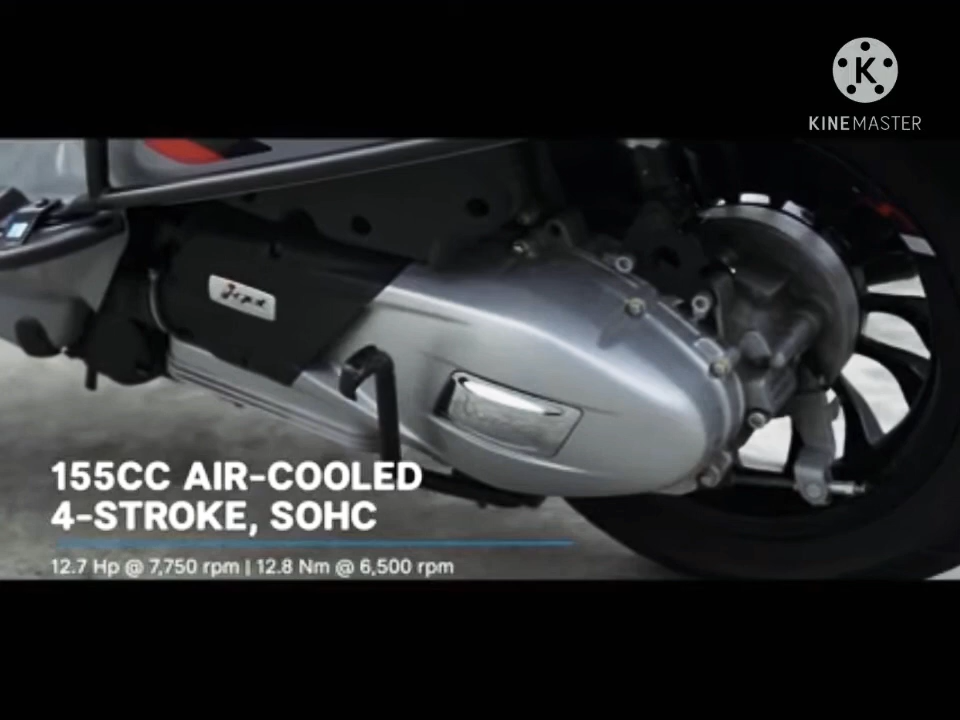 K
KINEMASTER
155CC AIR-COOLED
4-STROKE, SOHC
12.7 Hp @ 7,750 rpm | 12.8 Nm @ 6,500 rpm